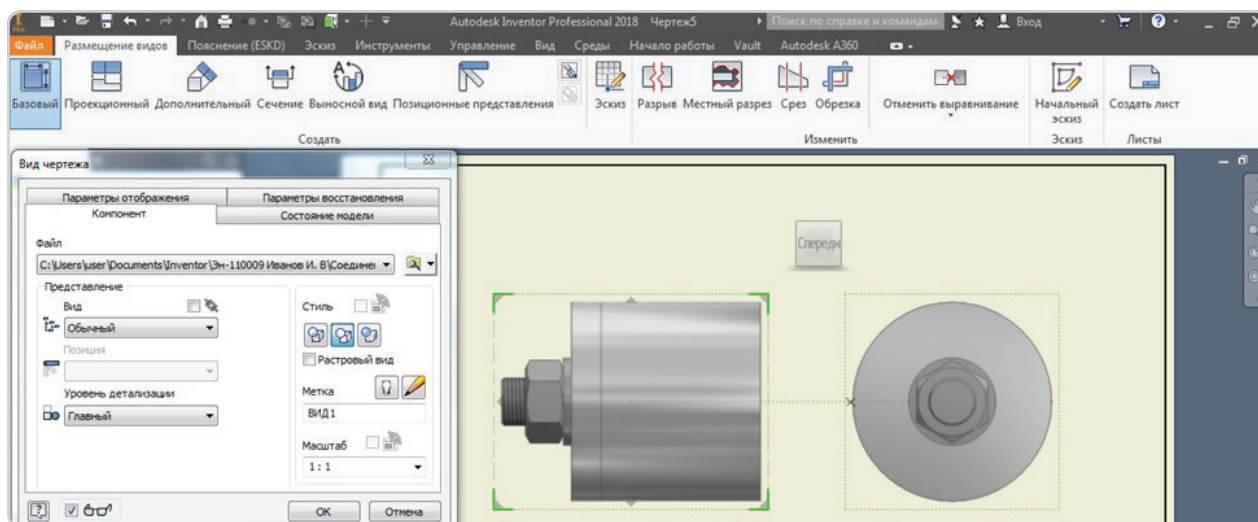 PRO
Autodesk Inventor Professional 2018 Чертеж5
Поиск по справке и командам.
Вход
Файл Размещение видов Пояснение (ESKD) Эскиз Инструменты Управление Вид Среды Начало работы Vault Autodesk A360
Базовый Проекционный Дополнительный Сечение Выносной вид Позиционные представления Эскиз Разрыв Местный разрез Срез Обрезка Отменить выравнивание Начальный эскиз Создать лист
Создать Изменить Эскиз Листы
Вид чертежа
Параметры отображения Параметры восстановления
Компонент Состояние модели
Файл
C:\Users\user\Documents\Inventor\Эн-110009 Иванов И. В\Соединен
Представление
Вид
Обычный
Позиция
Уровень детализации
Главный
Стиль
Растровый вид
Метка
ВИД1
Масштаб
1 : 1
ОК Отмена
Спереди